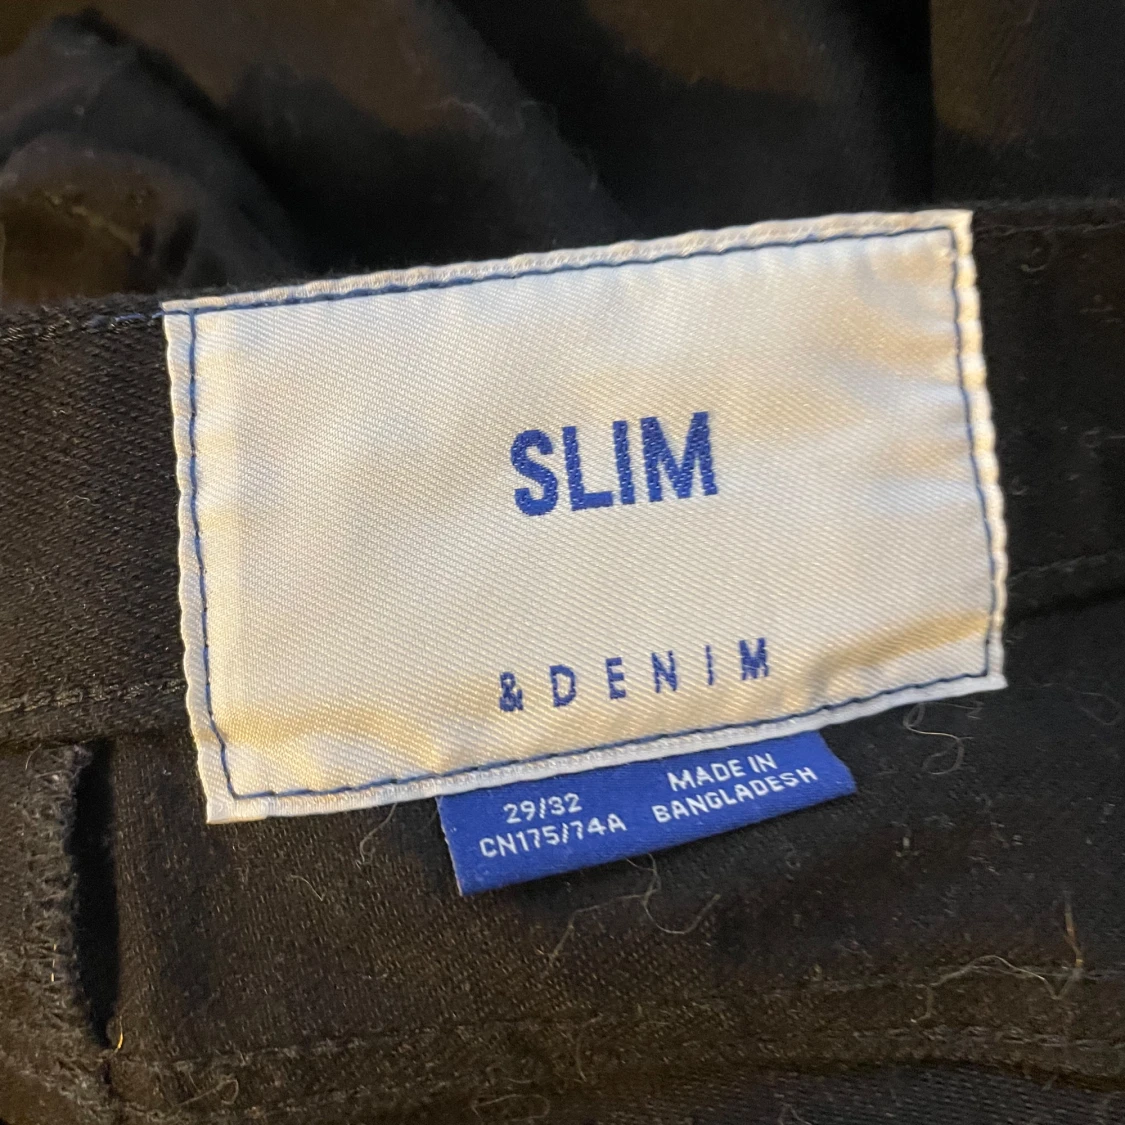 SLIM
& DENIM
29/32
CN175/74A
MADE IN
BANGLADESH